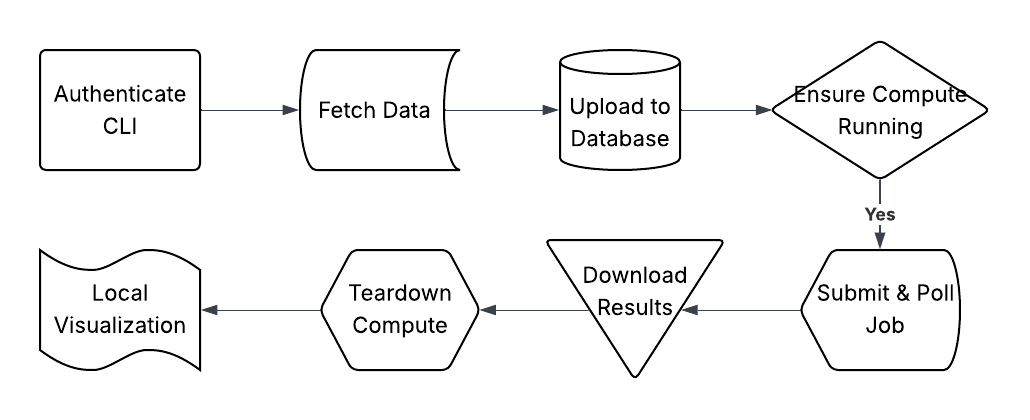 Authenticate
CLI
Fetch Data
Upload to
Database
Ensure Compute
Running
Yes
Submit & Poll
Job
Download
Results
Teardown
Compute
Local
Visualization